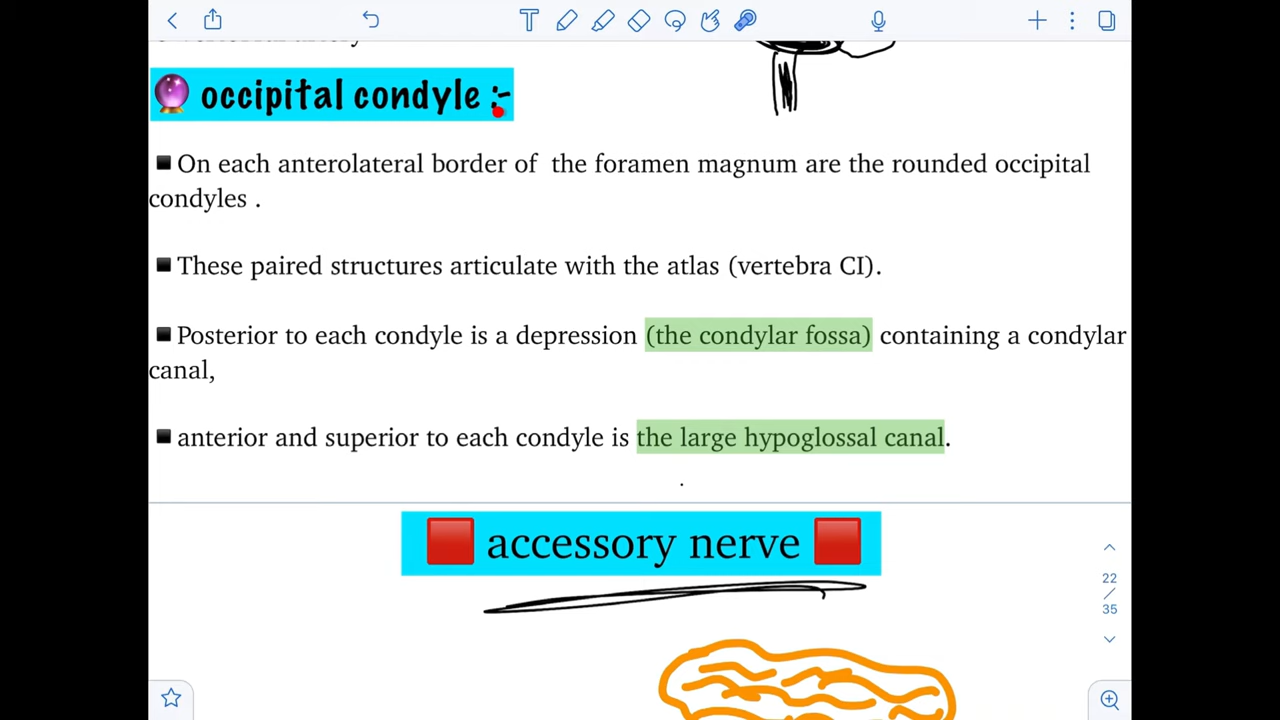 occipital condyle :-
▪On each anterolateral border of the foramen magnum are the rounded occipital
condyles .
▪These paired structures articulate with the atlas (vertebra CI).
▪Posterior to each condyle is a depression (the condylar fossa) containing a condylar
canal,
▪anterior and superior to each condyle is the large hypoglossal canal.
.
accessory nerve
22
/
35